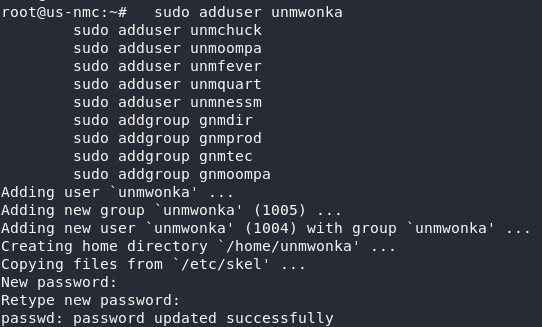 root@us-nmc:~#   sudo adduser unmwonka
        sudo adduser unmchuck
        sudo adduser unmoompa
        sudo adduser unmfever
        sudo adduser unmquart
        sudo adduser unmnessm
        sudo addgroup gnmdir
        sudo addgroup gnmprod
        sudo addgroup gnmtec
        sudo addgroup gnmoompa
Adding user `unmwonka' ...
Adding new group `unmwonka' (1005) ...
Adding new user `unmwonka' (1004) with group `unmwonka' ...
Creating home directory `/home/unmwonka' ...
Copying files from `/etc/skel' ...
New password:
Retype new password:
passwd: password updated successfully